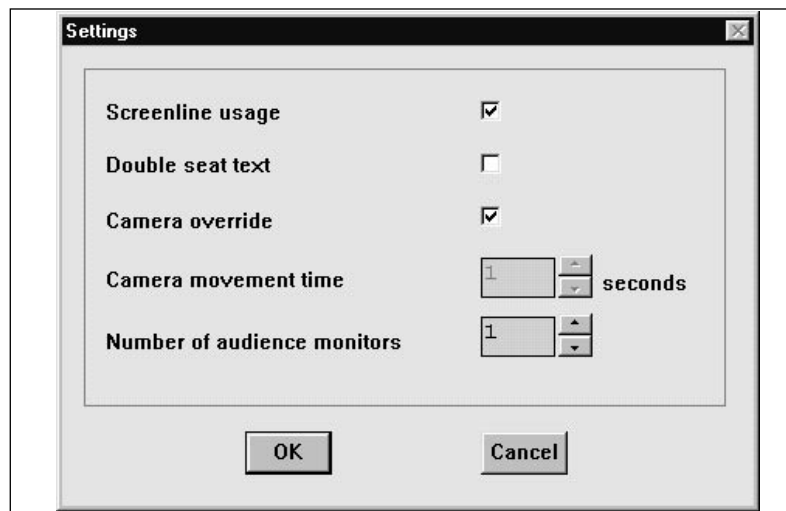 Settings
Screenline usage
Double seat text
Camera override
Camera movement time 1 seconds
Number of audience monitors 1
OK Cancel